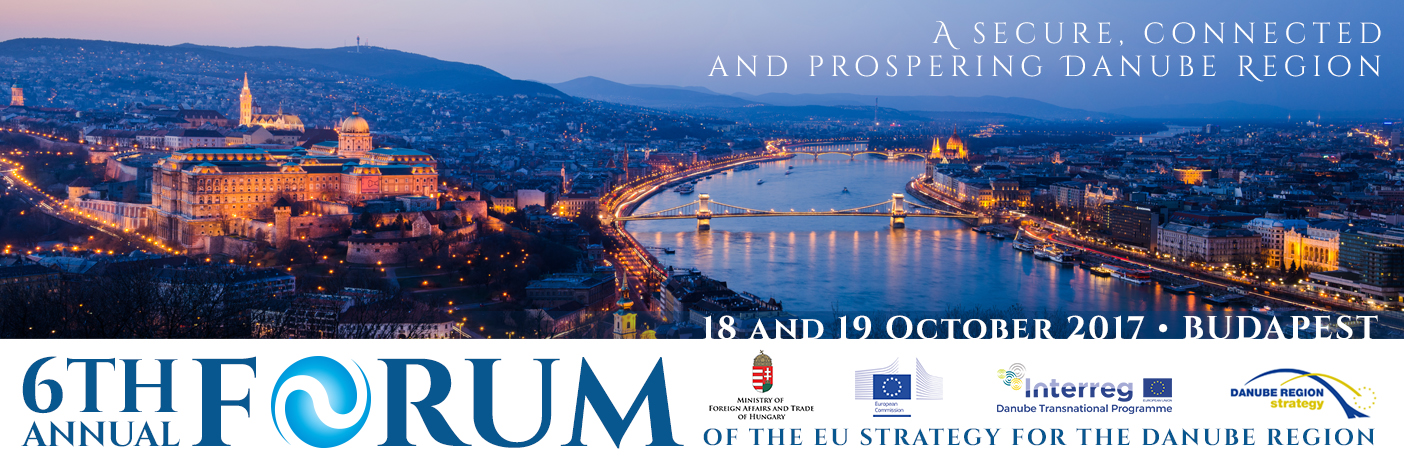 A SECURE, CONNECTED
AND PROSPERING DANUBE REGION
18 AND 19 OCTOBER 2017 • BUDAPEST
6TH
ANNUAL
FORUM
MINISTRY OF
FOREIGN AFFAIRS AND TRADE
OF HUNGARY
European
Commission
Interreg
EUROPEAN UNION
Danube Transnational Programme
DANUBE REGION
strategy
OF THE EU STRATEGY FOR THE DANUBE REGION